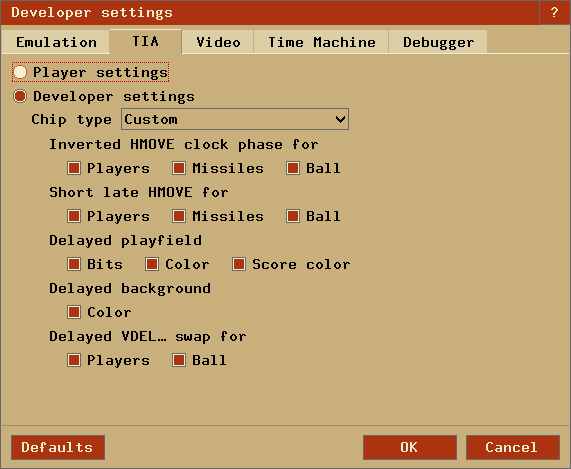 Developer settings ?
Emulation TIA Video Time Machine Debugger
Player settings
Developer settings
Chip type Custom
Inverted HMOVE clock phase for
Players Missiles Ball
Short late HMOVE for
Players Missiles Ball
Delayed playfield
Bits Color Score color
Delayed background
Color
Delayed VDEL… swap for
Players Ball
Defaults OK Cancel